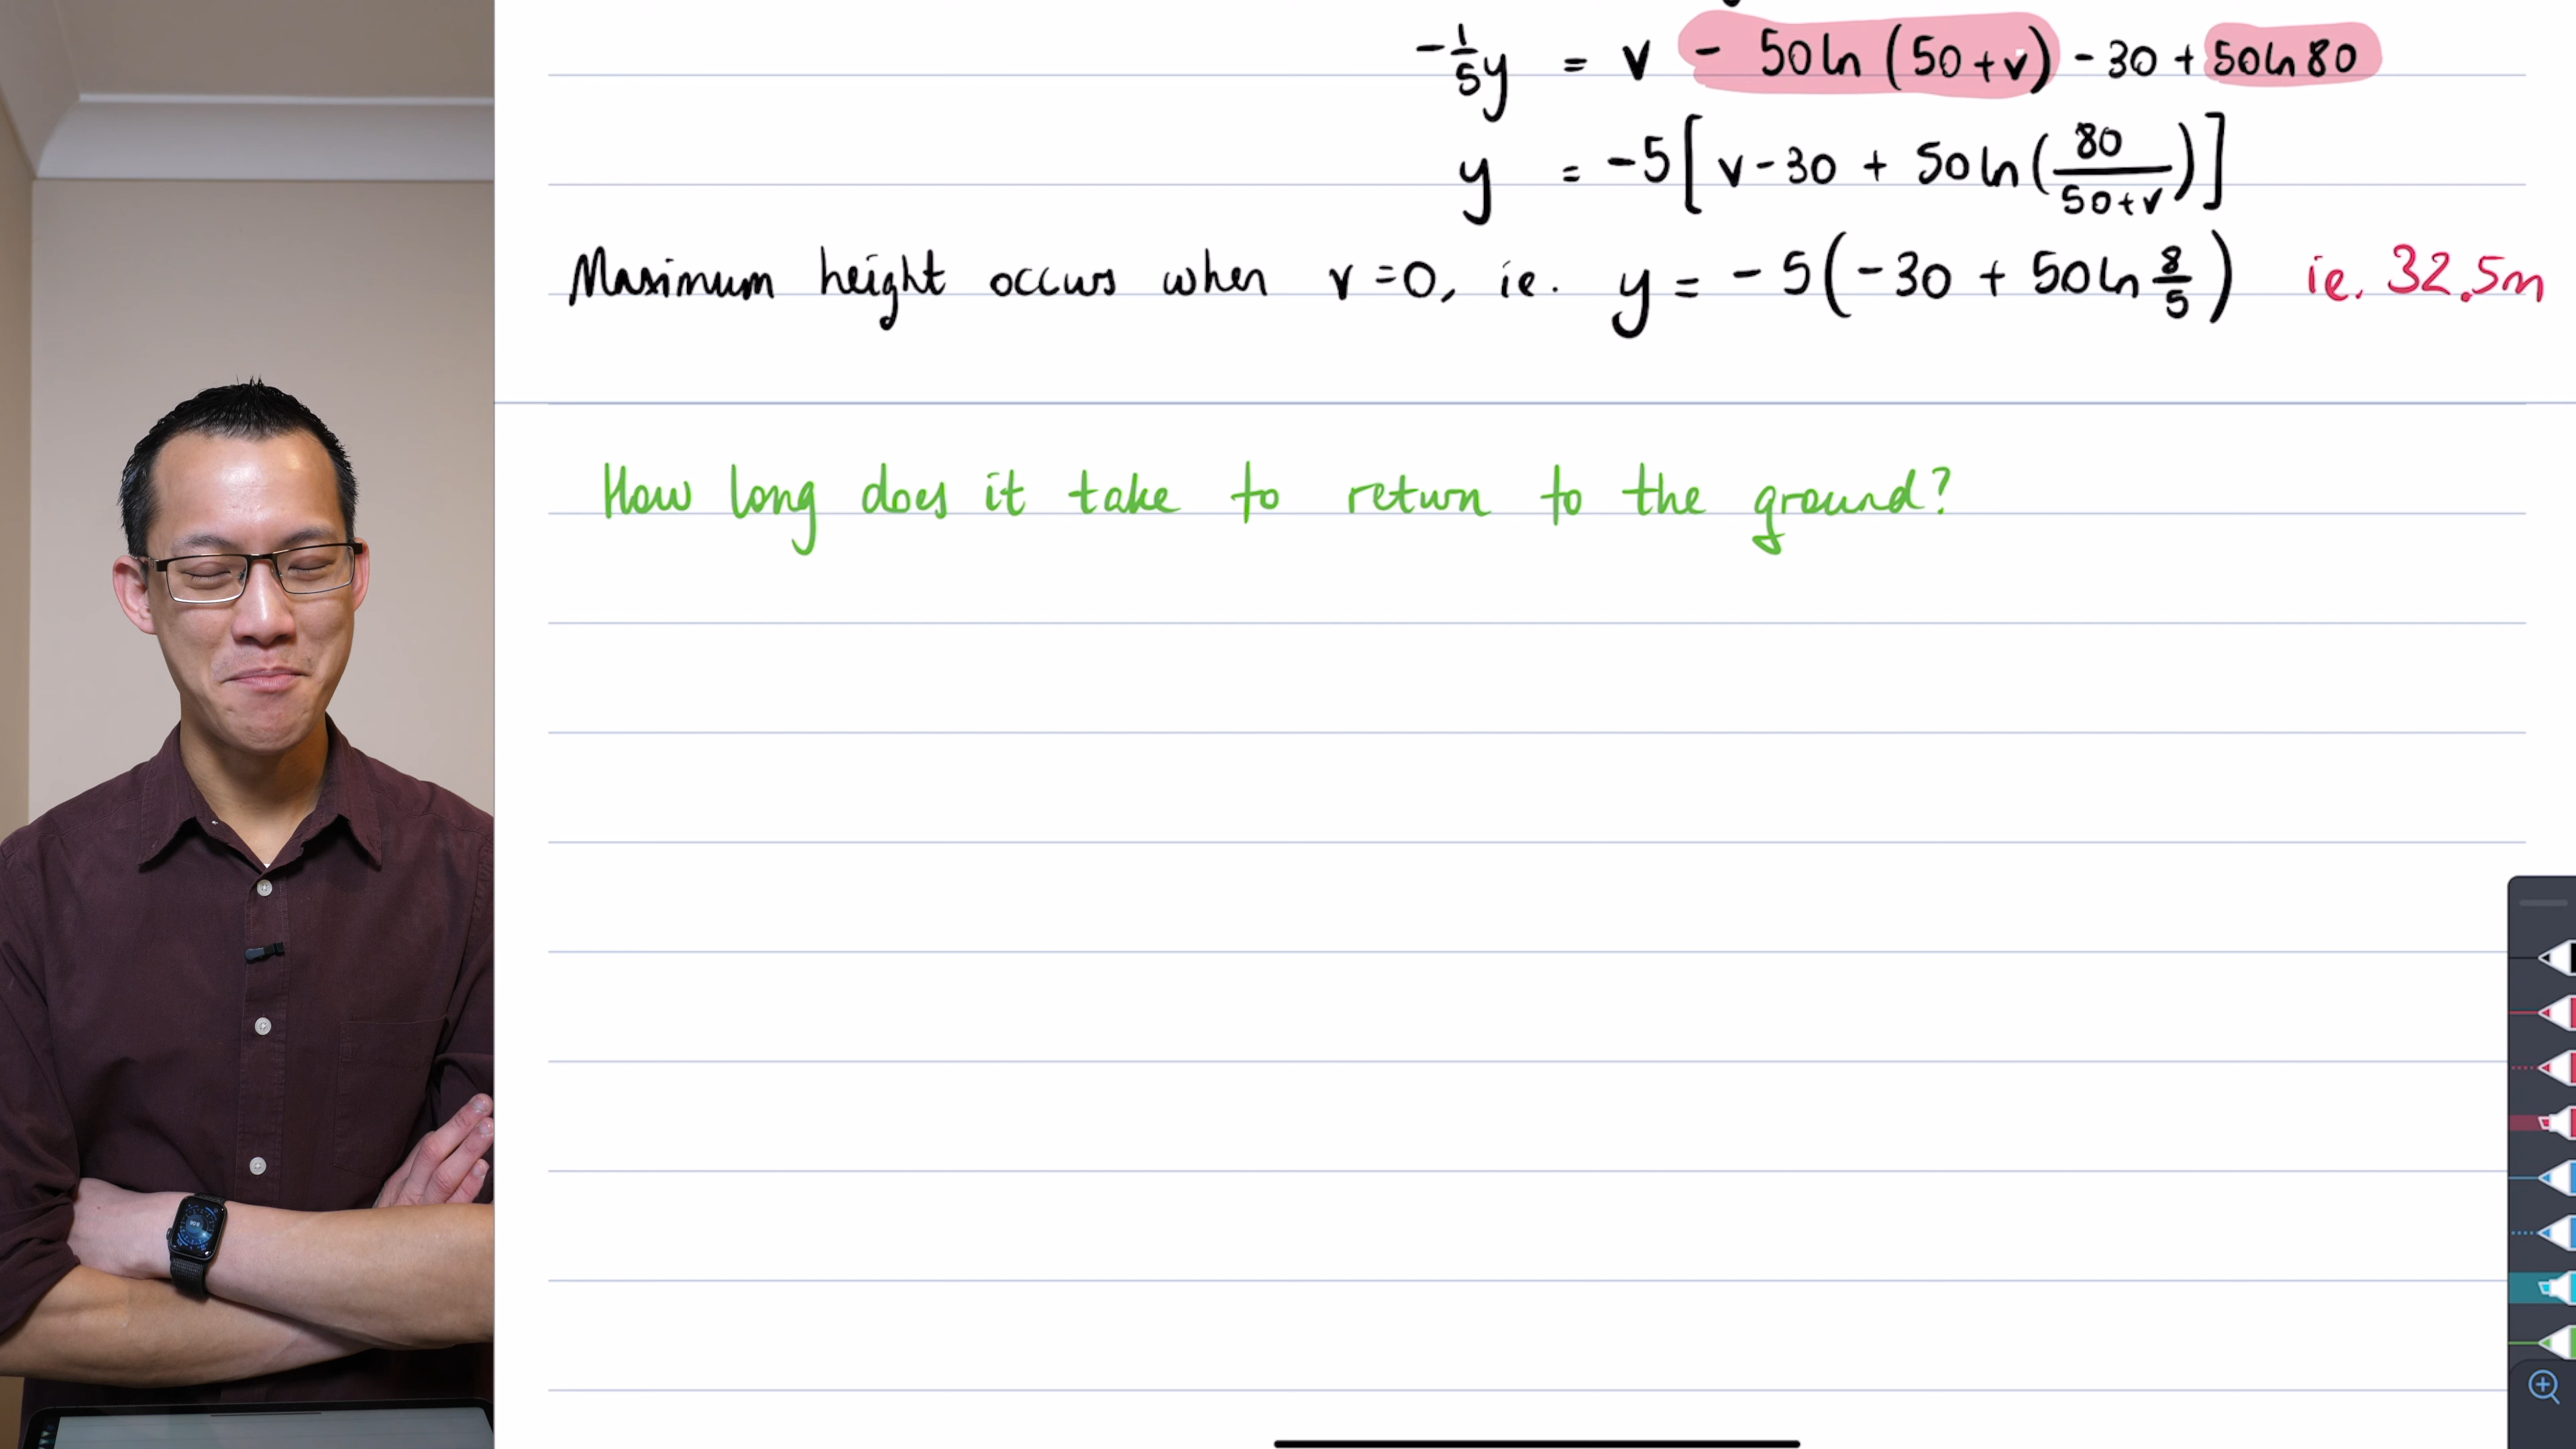 -1/5 y = v - 50ln(50+v) - 30 + 50ln80
y = -5[v-30 + 50ln(80/(50+v))]
Maximum height occurs when v=0, ie. y = -5(-30 + 50ln 8/5) ie. 32.5m
How long does it take to return to the ground?